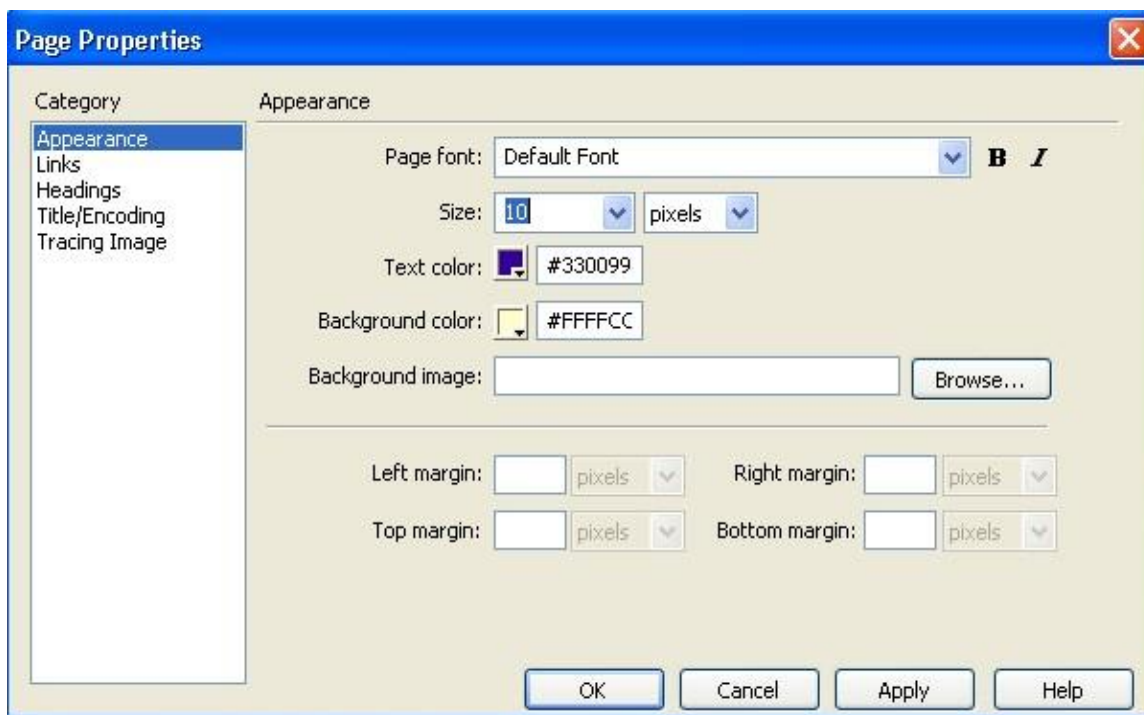 Page Properties
Category
Appearance
Links
Headings
Title/Encoding
Tracing Image
Appearance
Page font: Default Font B I
Size: 10 pixels
Text color: #330099
Background color: #FFFFCC
Background image: Browse...
Left margin: pixels Right margin: pixels
Top margin: pixels Bottom margin: pixels
OK Cancel Apply Help